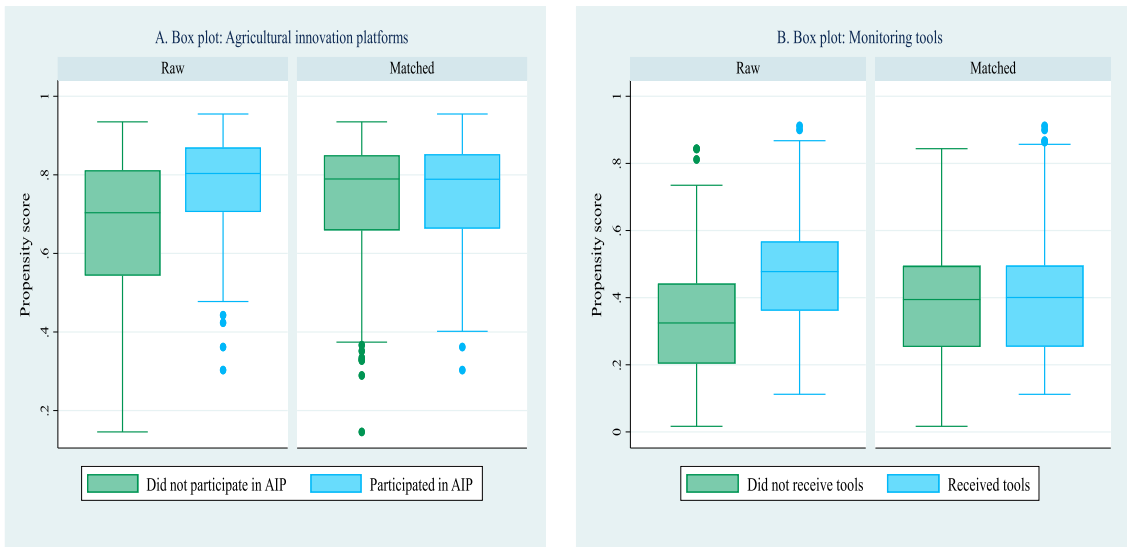 A. Box plot: Agricultural innovation platforms
Raw
Matched
Propensity score
1
.8
.6
.4
.2
Did not participate in AIP
Participated in AIP
B. Box plot: Monitoring tools
Raw
Matched
Propensity score
1
.8
.6
.4
.2
0
Did not receive tools
Received tools